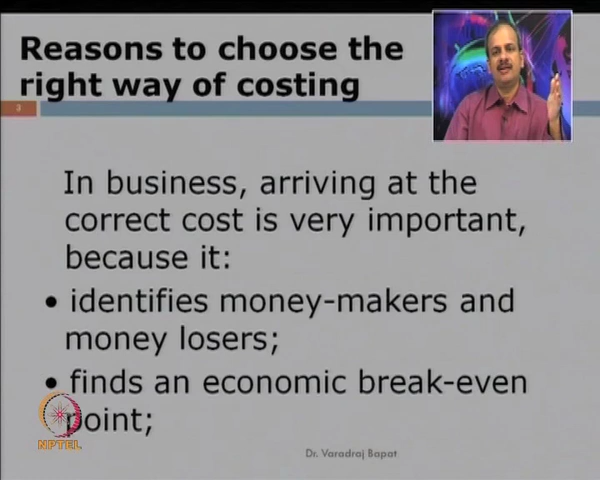 Reasons to choose the
right way of costing
3
In business, arriving at the
correct cost is very important,
because it:
• identifies money-makers and
money losers;
• finds an economic break-even
point;
NPTEL
Dr. Varadraj Bapat